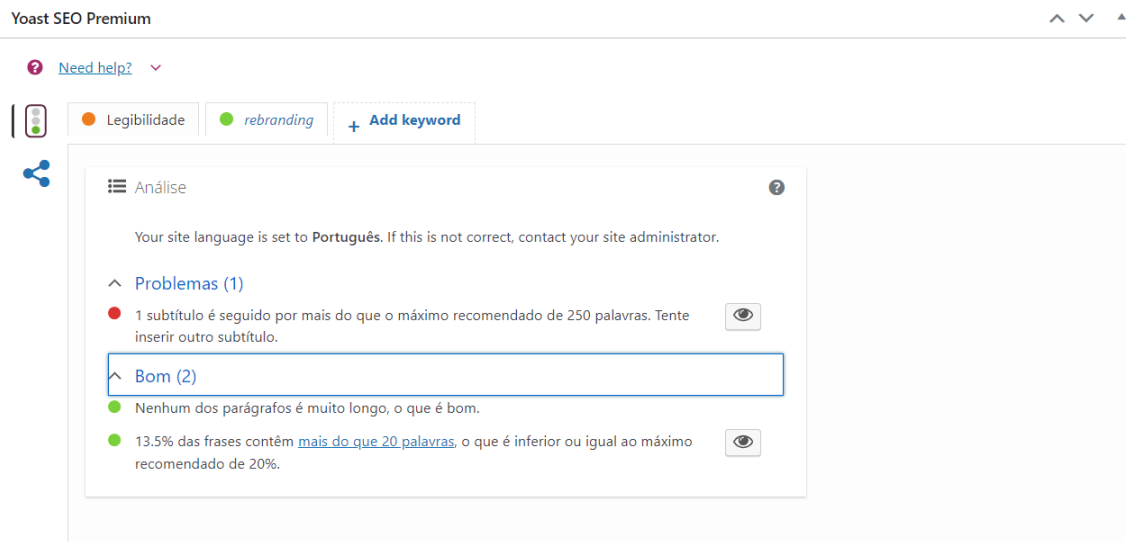 Yoast SEO Premium
Need help?
Legibilidade
rebranding
+ Add keyword
Análise
Your site language is set to Português. If this is not correct, contact your site administrator.
Problemas (1)
1 subtítulo é seguido por mais do que o máximo recomendado de 250 palavras. Tente
inserir outro subtítulo.
Bom (2)
Nenhum dos parágrafos é muito longo, o que é bom.
13.5% das frases contêm mais do que 20 palavras, o que é inferior ou igual ao máximo
recomendado de 20%.